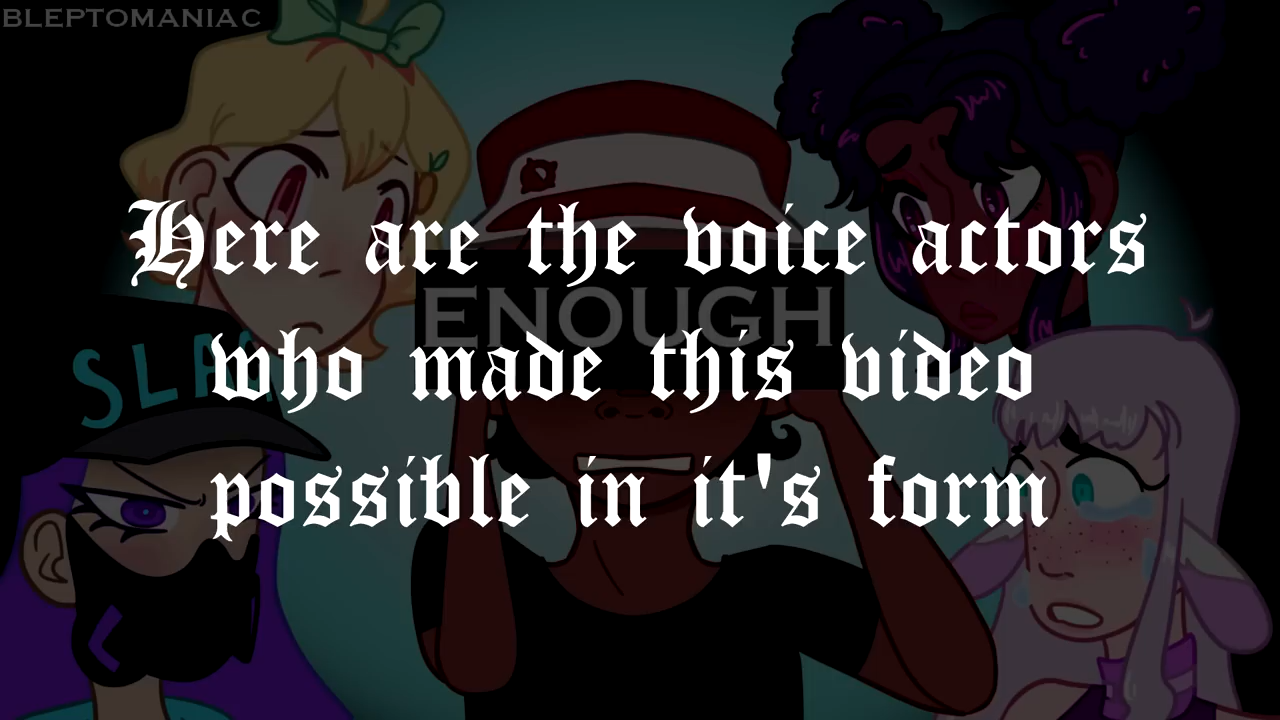 BLEPTOMANIAC
Here are the voice actors
ENOUGH
who made this video
possible in it's form